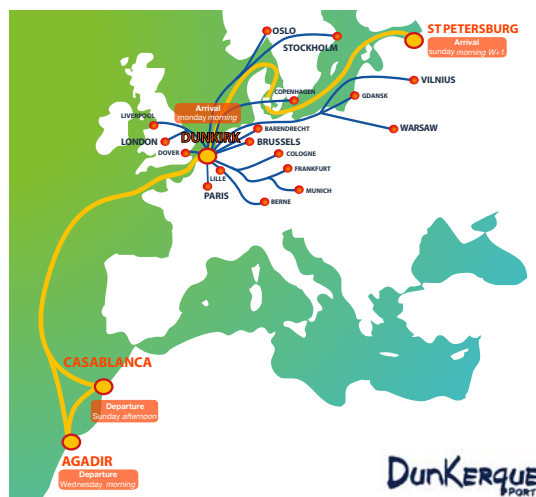 OSLO
STOCKHOLM
ST PETERSBURG
Arrival
sunday morning W+1
VILNIUS
COPENHAGEN
GDANSK
Arrival
monday morning
LIVERPOOL
DUNKIRK
BARENDRECHT
WARSAW
LONDON
BRUSSELS
DOVER
COLOGNE
LILLE
FRANKFURT
PARIS
MUNICH
BERNE
CASABLANCA
Departure
Sunday afternoon
AGADIR
Departure
Wednesday morning
DunKerque
PORT